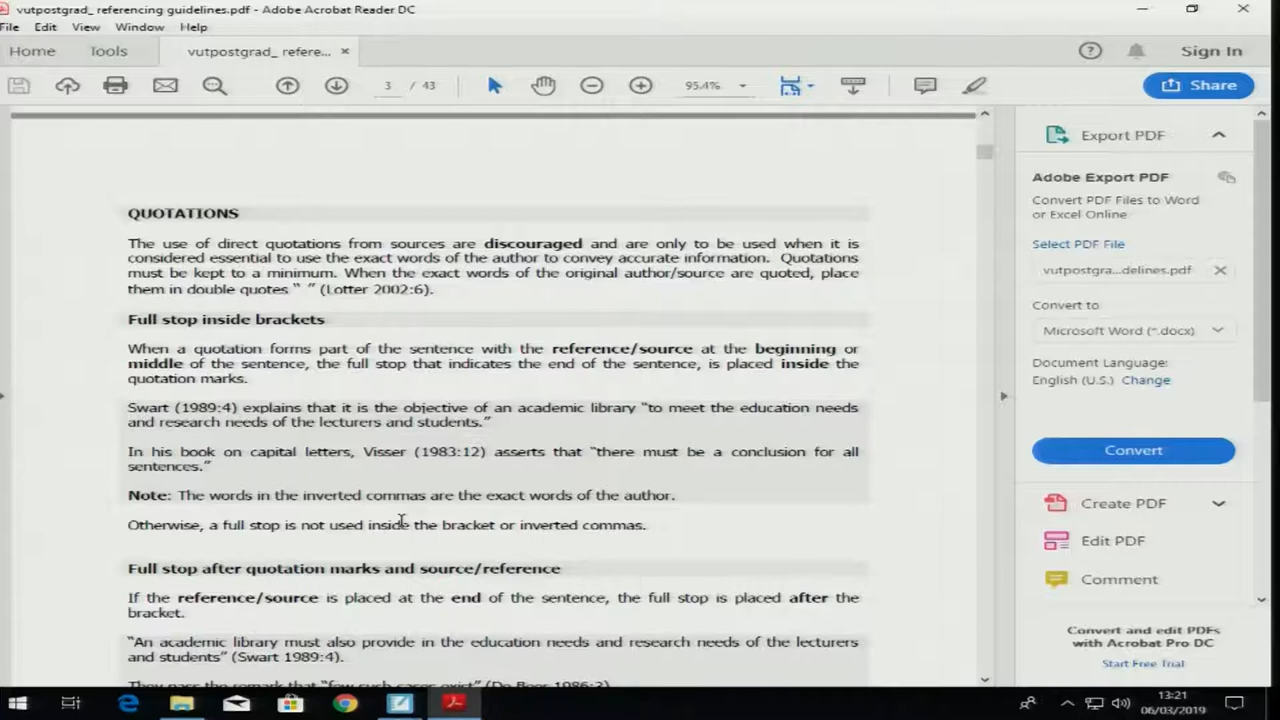 vutpostgrad_ referencing guidelines.pdf - Adobe Acrobat Reader DC
File Edit View Window Help
Home Tools vutpostgrad_ refere... ×
Sign In
3 / 43 95.4% Share
Export PDF
Adobe Export PDF
Convert PDF Files to Word
or Excel Online
Select PDF File
vutpostgra...delines.pdf
Convert to
Microsoft Word (*.docx)
Document Language:
English (U.S.) Change
Convert
Create PDF
Edit PDF
Comment
Convert and edit PDFs
with Acrobat Pro DC
Start Free Trial
QUOTATIONS
The use of direct quotations from sources are discouraged and are only to be used when it is
considered essential to use the exact words of the author to convey accurate information. Quotations
must be kept to a minimum. When the exact words of the original author/source are quoted, place
them in double quotes “ ” (Lotter 2002:6).
Full stop inside brackets
When a quotation forms part of the sentence with the reference/source at the beginning or
middle of the sentence, the full stop that indicates the end of the sentence, is placed inside the
quotation marks.
Swart (1989:4) explains that it is the objective of an academic library “to meet the education needs
and research needs of the lecturers and students.”
In his book on capital letters, Visser (1983:12) asserts that “there must be a conclusion for all
sentences.”
Note: The words in the inverted commas are the exact words of the author.
Otherwise, a full stop is not used inside the bracket or inverted commas.
Full stop after quotation marks and source/reference
If the reference/source is placed at the end of the sentence, the full stop is placed after the
bracket.
“An academic library must also provide in the education needs and research needs of the lecturers
and students” (Swart 1989:4).
They pass the remark that “few such
13:21
06/03/2019